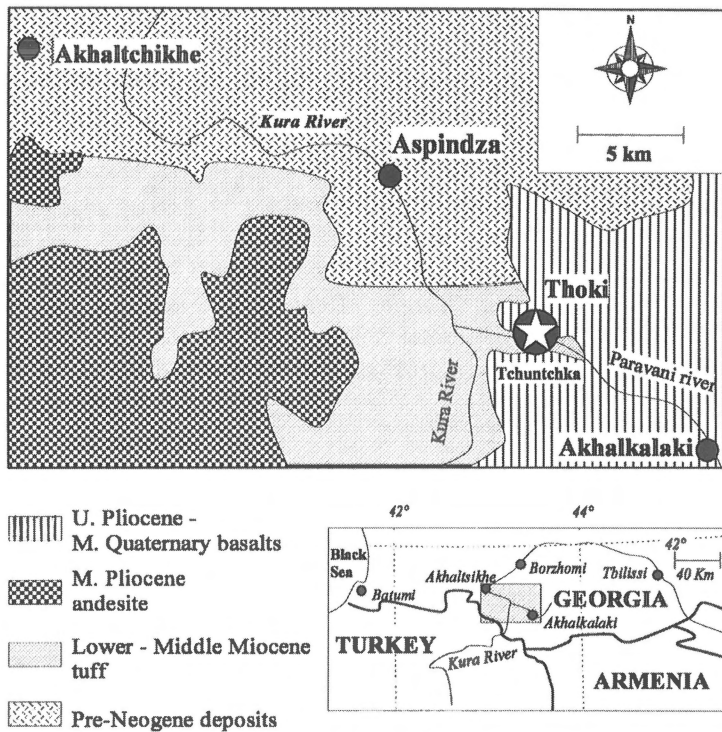 Akhaltchikhe
N
Kura River
Aspindza
5 km
Thoki
Tchuntchka
Paravani river
Kura River
Akhalkalaki
U. Pliocene -
M. Quaternary basalts
M. Pliocene
andesite
Lower - Middle Miocene
tuff
Pre-Neogene deposits
42°
44°
42°
Black
Sea
Borzhomi
Akhaltsikhe
Tbilissi
40 Km
Batumi
GEORGIA
Akhalkalaki
TURKEY
Kura River
ARMENIA